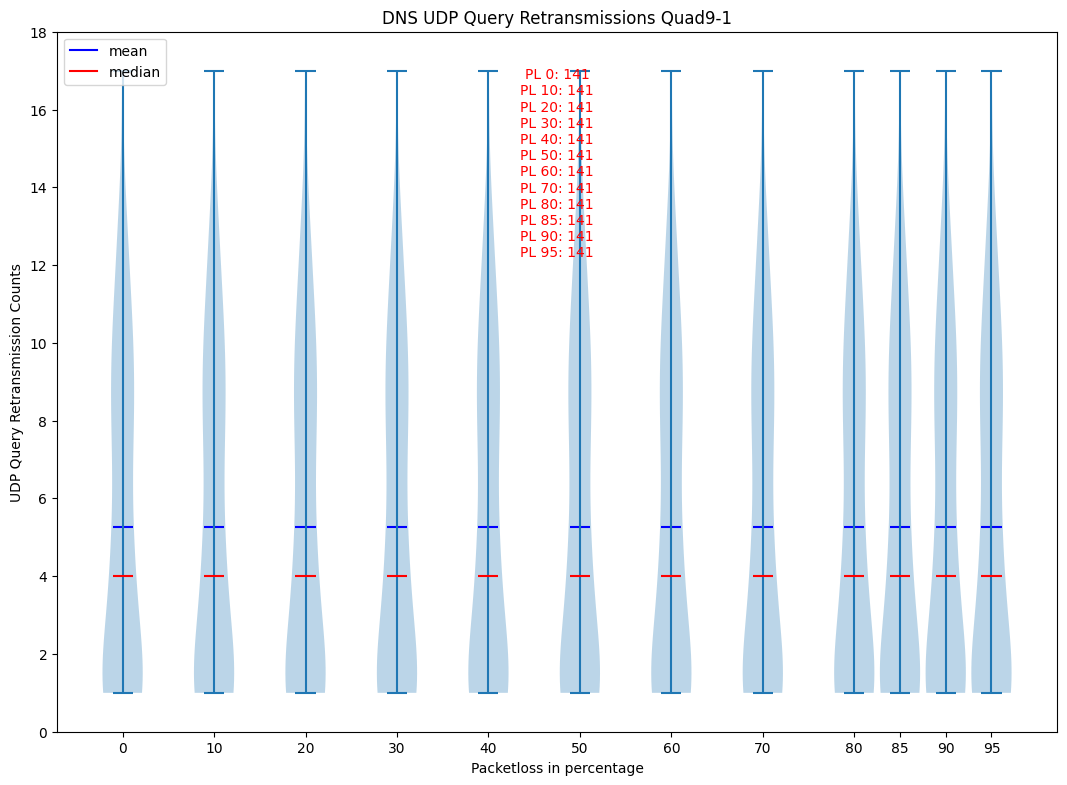 DNS UDP Query Retransmissions Quad9-1
mean
median
PL 0: 141
PL 10: 141
PL 20: 141
PL 30: 141
PL 40: 141
PL 50: 141
PL 60: 141
PL 70: 141
PL 80: 141
PL 85: 141
PL 90: 141
PL 95: 141
UDP Query Retransmission Counts
18
16
14
12
10
8
6
4
2
0
0 10 20 30 40 50 60 70 80 85 90 95
Packetloss in percentage